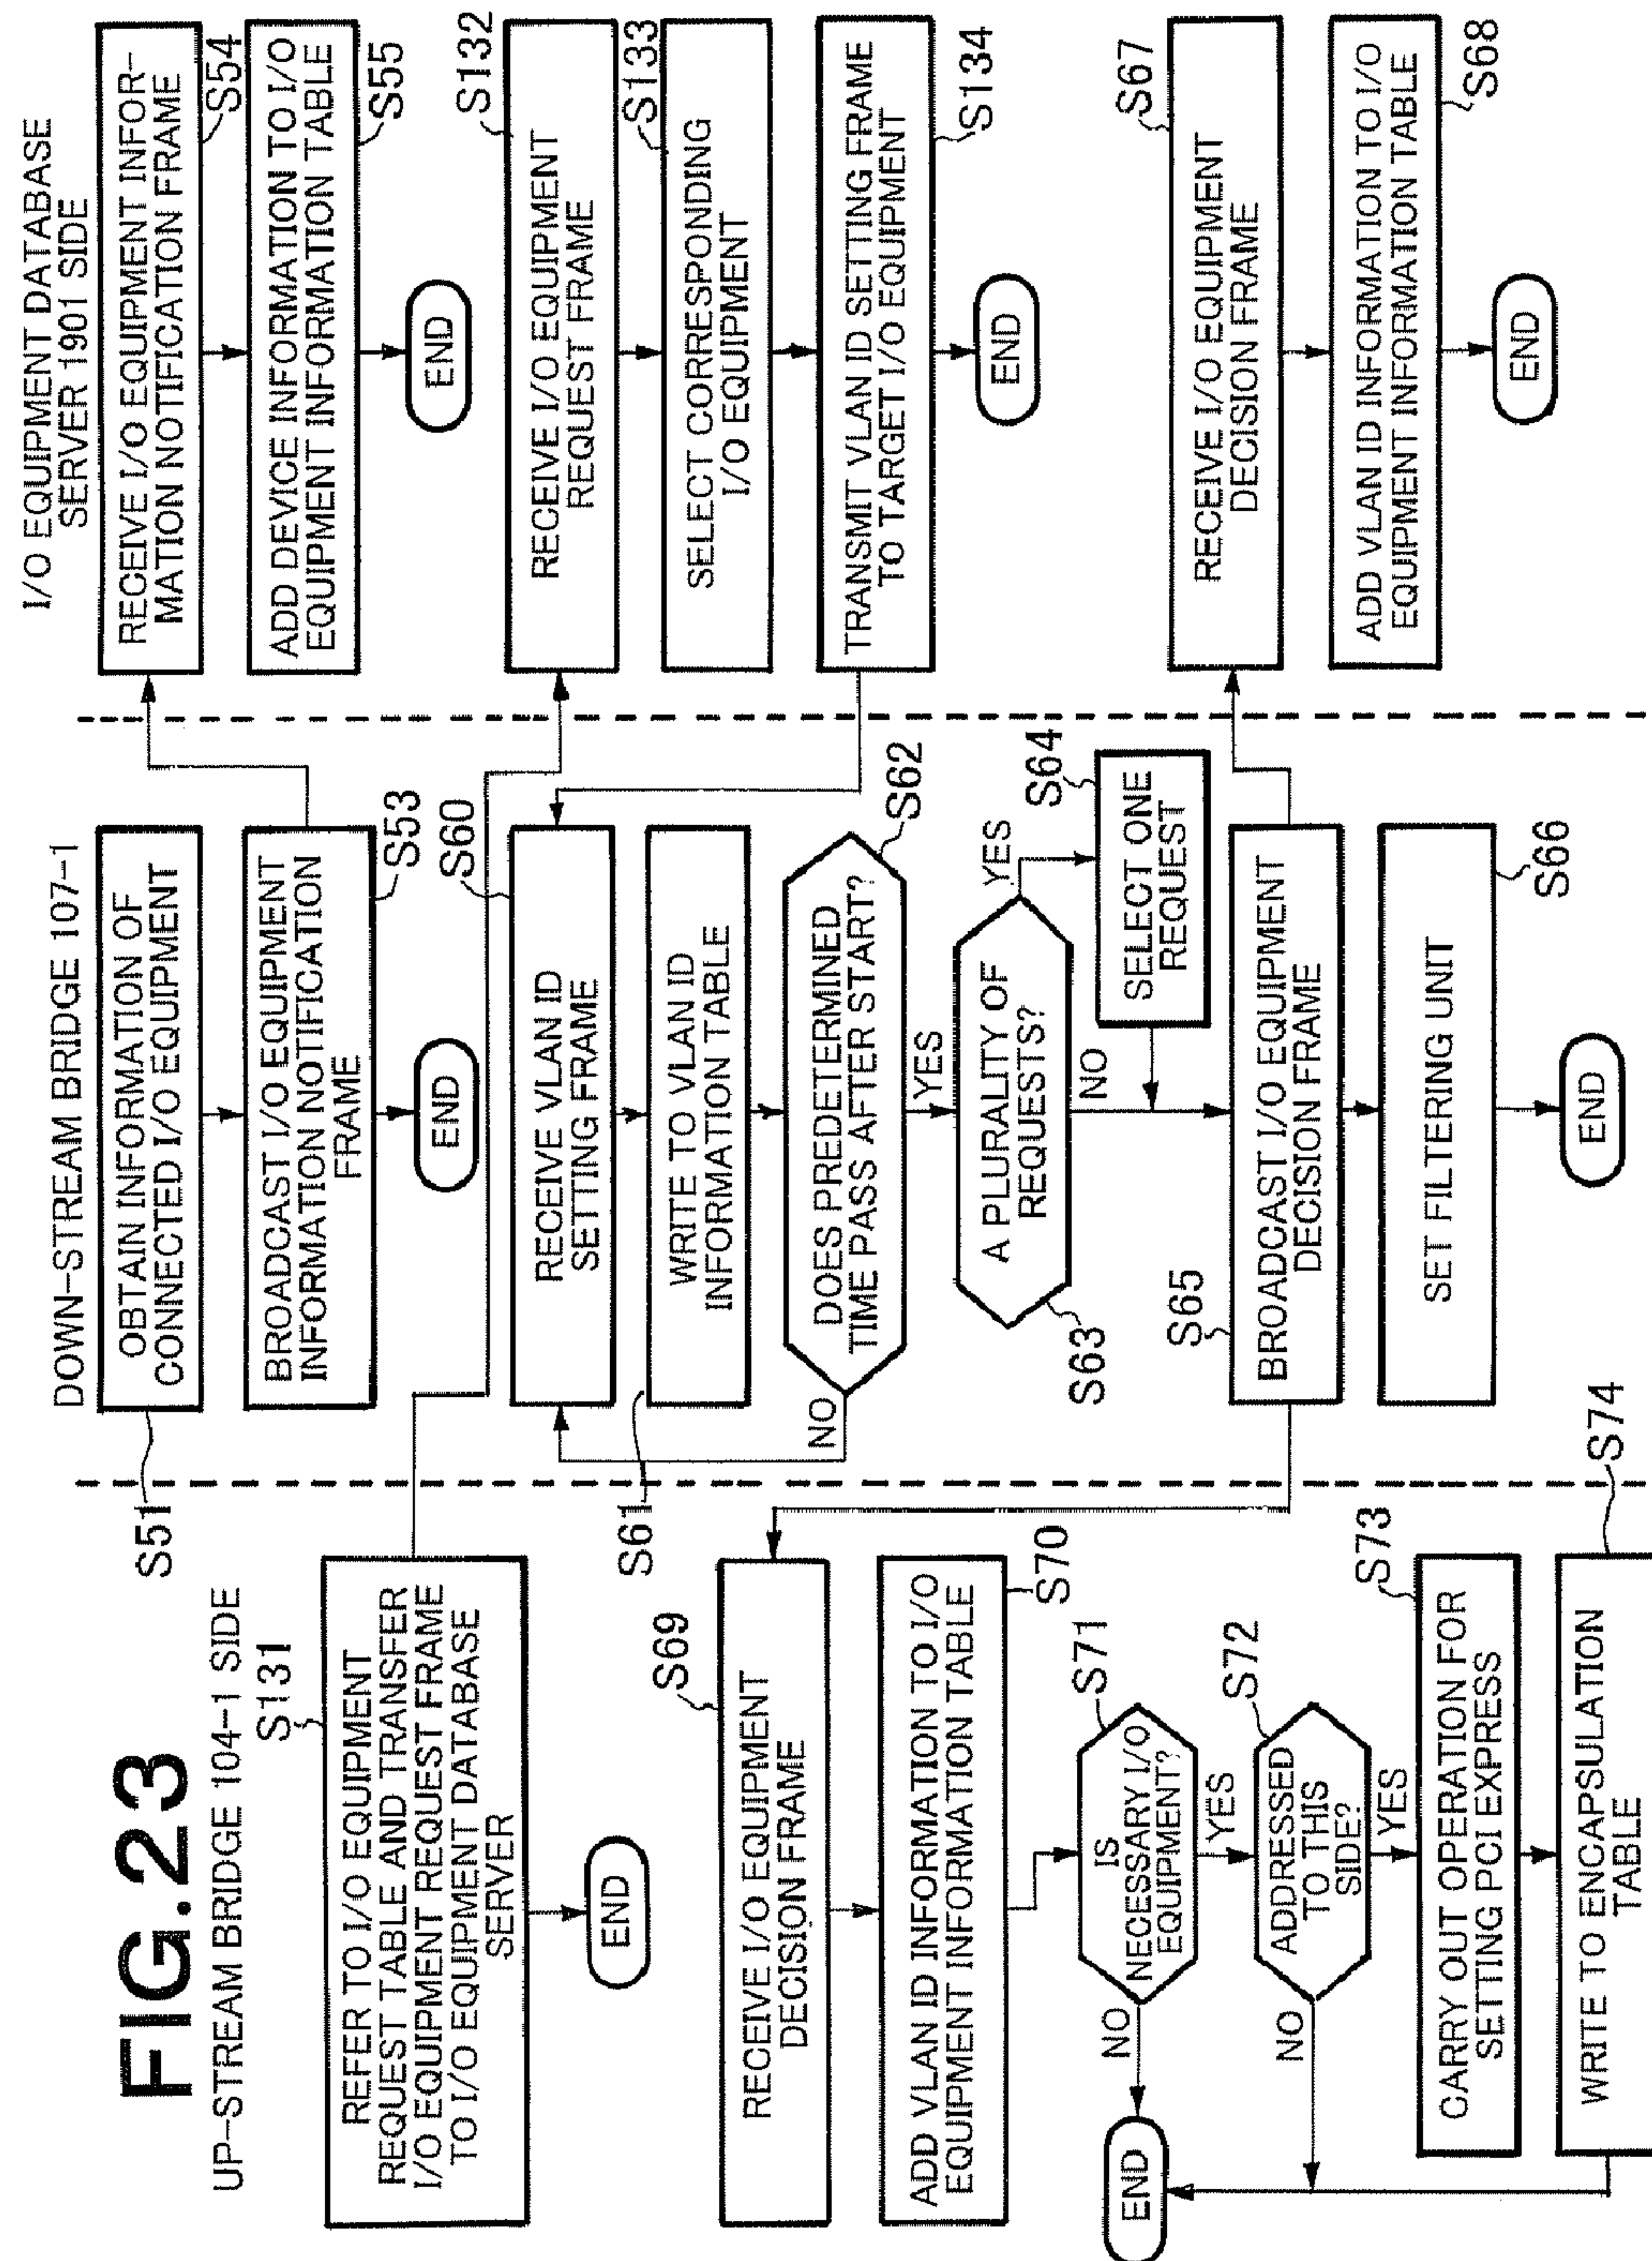 FIG.23
UP-STREAM BRIDGE 104-1 SIDE
S131
REFER TO I/O EQUIPMENT
REQUEST TABLE AND TRANSFER
I/O EQUIPMENT REQUEST FRAME
TO I/O EQUIPMENT DATABASE
SERVER
END
S69
RECEIVE I/O EQUIPMENT
DECISION FRAME
ADD VLAN ID INFORMATION TO I/O
EQUIPMENT INFORMATION TABLE
S70
S71
IS
NECESSARY I/O
EQUIPMENT?
NO
YES
S72
ADDRESSED
TO THIS
SIDE?
NO
YES
END
S73
CARRY OUT OPERATION FOR
SETTING PCI EXPRESS
S74
WRITE TO ENCAPSULATION
TABLE
DOWN-STREAM BRIDGE 107-1
S51
OBTAIN INFORMATION OF
CONNECTED I/O EQUIPMENT
BROADCAST I/O EQUIPMENT
INFORMATION NOTIFICATION
FRAME
S53
END
S60
RECEIVE VLAN ID
SETTING FRAME
S61
WRITE TO VLAN ID
INFORMATION TABLE
S62
DOES PREDETERMINED
TIME PASS AFTER START?
NO
YES
S63
A PLURALITY OF
REQUESTS?
YES
NO
S64
SELECT ONE
REQUEST
S65
BROADCAST I/O EQUIPMENT
DECISION FRAME
SET FILTERING UNIT
S66
END
I/O EQUIPMENT DATABASE
SERVER 1901 SIDE
RECEIVE I/O EQUIPMENT INFOR-
MATION NOTIFICATION FRAME
S54
ADD DEVICE INFORMATION TO I/O
EQUIPMENT INFORMATION TABLE
S55
END
S132
RECEIVE I/O EQUIPMENT
REQUEST FRAME
S133
SELECT CORRESPONDING
I/O EQUIPMENT
TRANSMIT VLAN ID SETTING FRAME
TO TARGET I/O EQUIPMENT
S134
END
S67
RECEIVE I/O EQUIPMENT
DECISION FRAME
ADD VLAN ID INFORMATION TO I/O
EQUIPMENT INFORMATION TABLE
S68
END